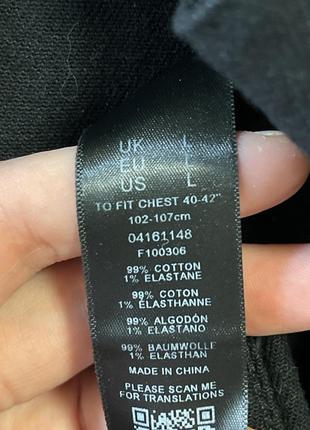 UK L
EU L
US L
TO FIT CHEST 40-42"
102-107cm
04161148
F100306
99% COTTON
1% ELASTANE
99% COTON
1% ELASTHANNE
99% ALGODÓN
1% ELASTANO
99% BAUMWOLLE
1% ELASTHAN
MADE IN CHINA
PLEASE SCAN ME
FOR TRANSLATIONS